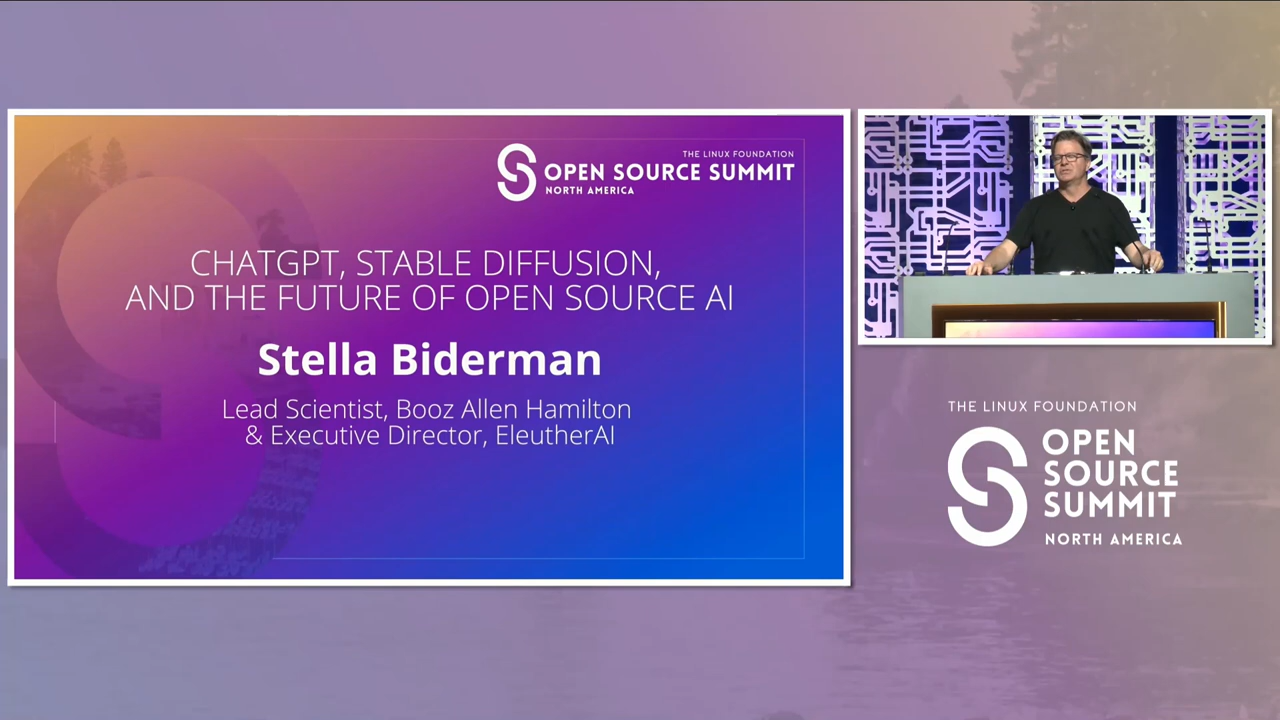 THE LINUX FOUNDATION
OPEN SOURCE SUMMIT
NORTH AMERICA
CHATGPT, STABLE DIFFUSION,
AND THE FUTURE OF OPEN SOURCE AI
Stella Biderman
Lead Scientist, Booz Allen Hamilton
& Executive Director, EleutherAI
THE LINUX FOUNDATION
OPEN
SOURCE
SUMMIT
NORTH AMERICA